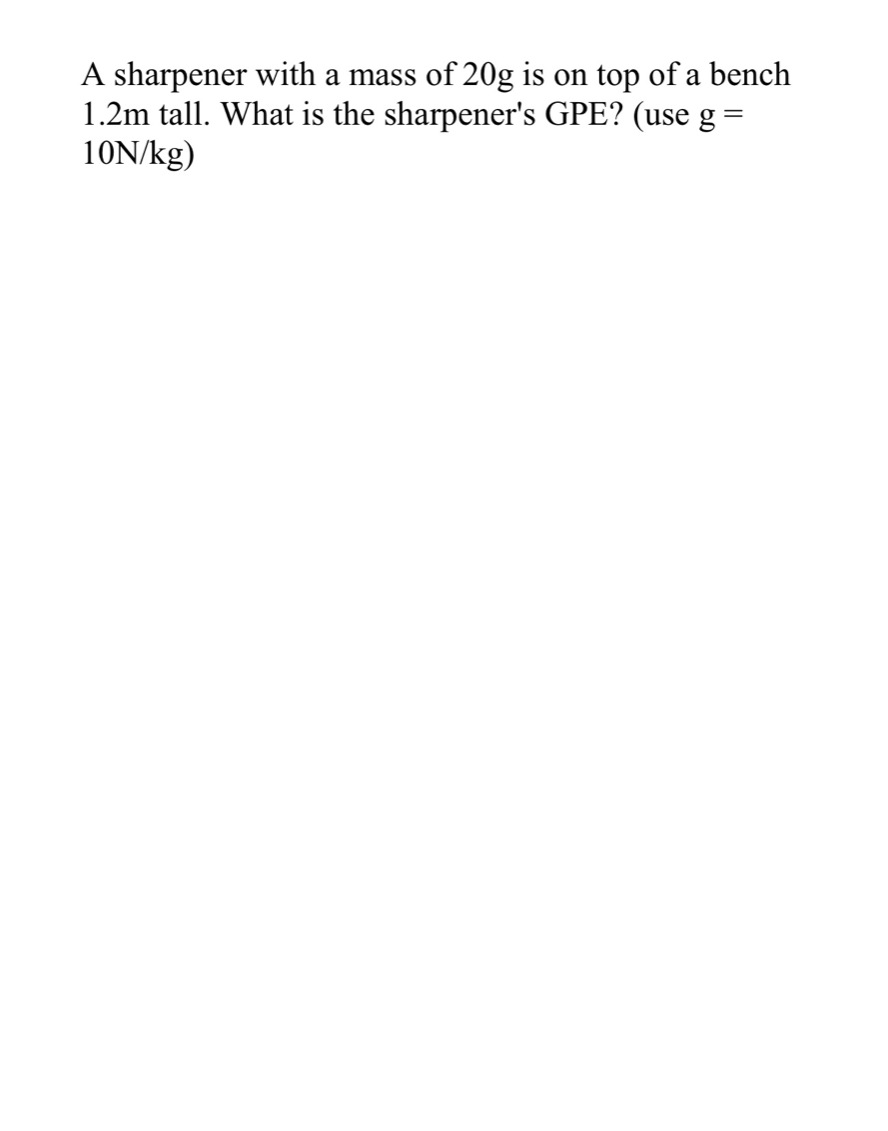 A sharpener with a mass of 20g is on top of a bench
1.2m tall. What is the sharpener's GPE? (use g =
10N/kg)